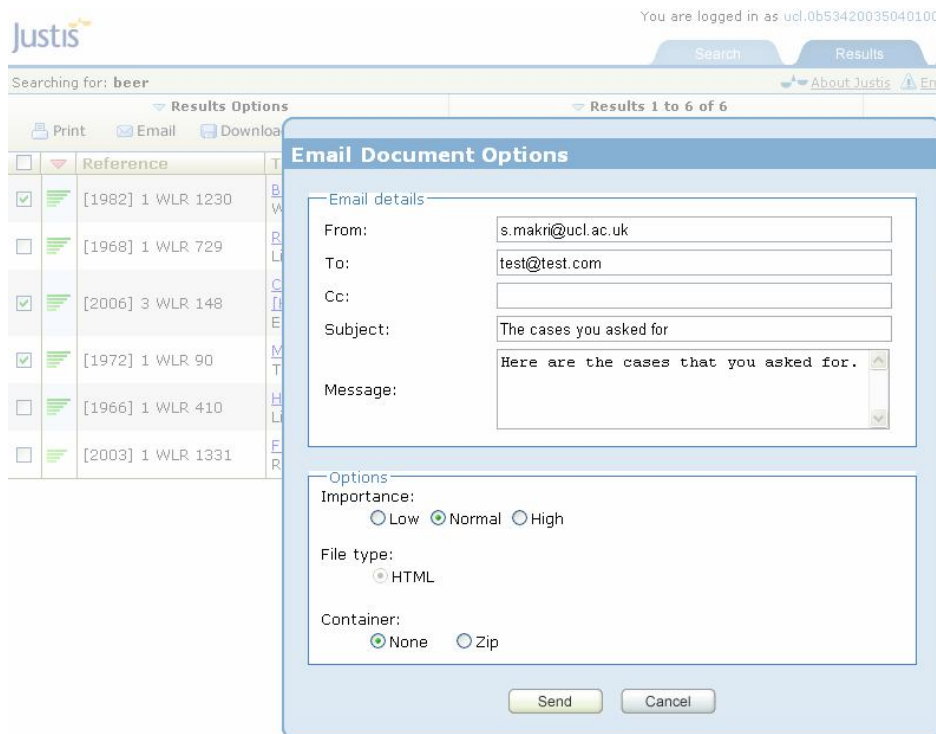 You are logged in as ucl.0b53420035040100
Justis
Search
Results
Searching for: beer
About Justis
En
Results Options
Results 1 to 6 of 6
Print
Email
Downloa
Reference
T
[1982] 1 WLR 1230
B
W
[1968] 1 WLR 729
R
Li
[2006] 3 WLR 148
C
[H
E
[1972] 1 WLR 90
M
T
[1966] 1 WLR 410
H
Li
[2003] 1 WLR 1331
F
R
Email Document Options
Email details
From:
s.makri@ucl.ac.uk
To:
test@test.com
Cc:
Subject:
The cases you asked for
Message:
Here are the cases that you asked for.
Options
Importance:
Low Normal High
File type:
HTML
Container:
None Zip
Send
Cancel